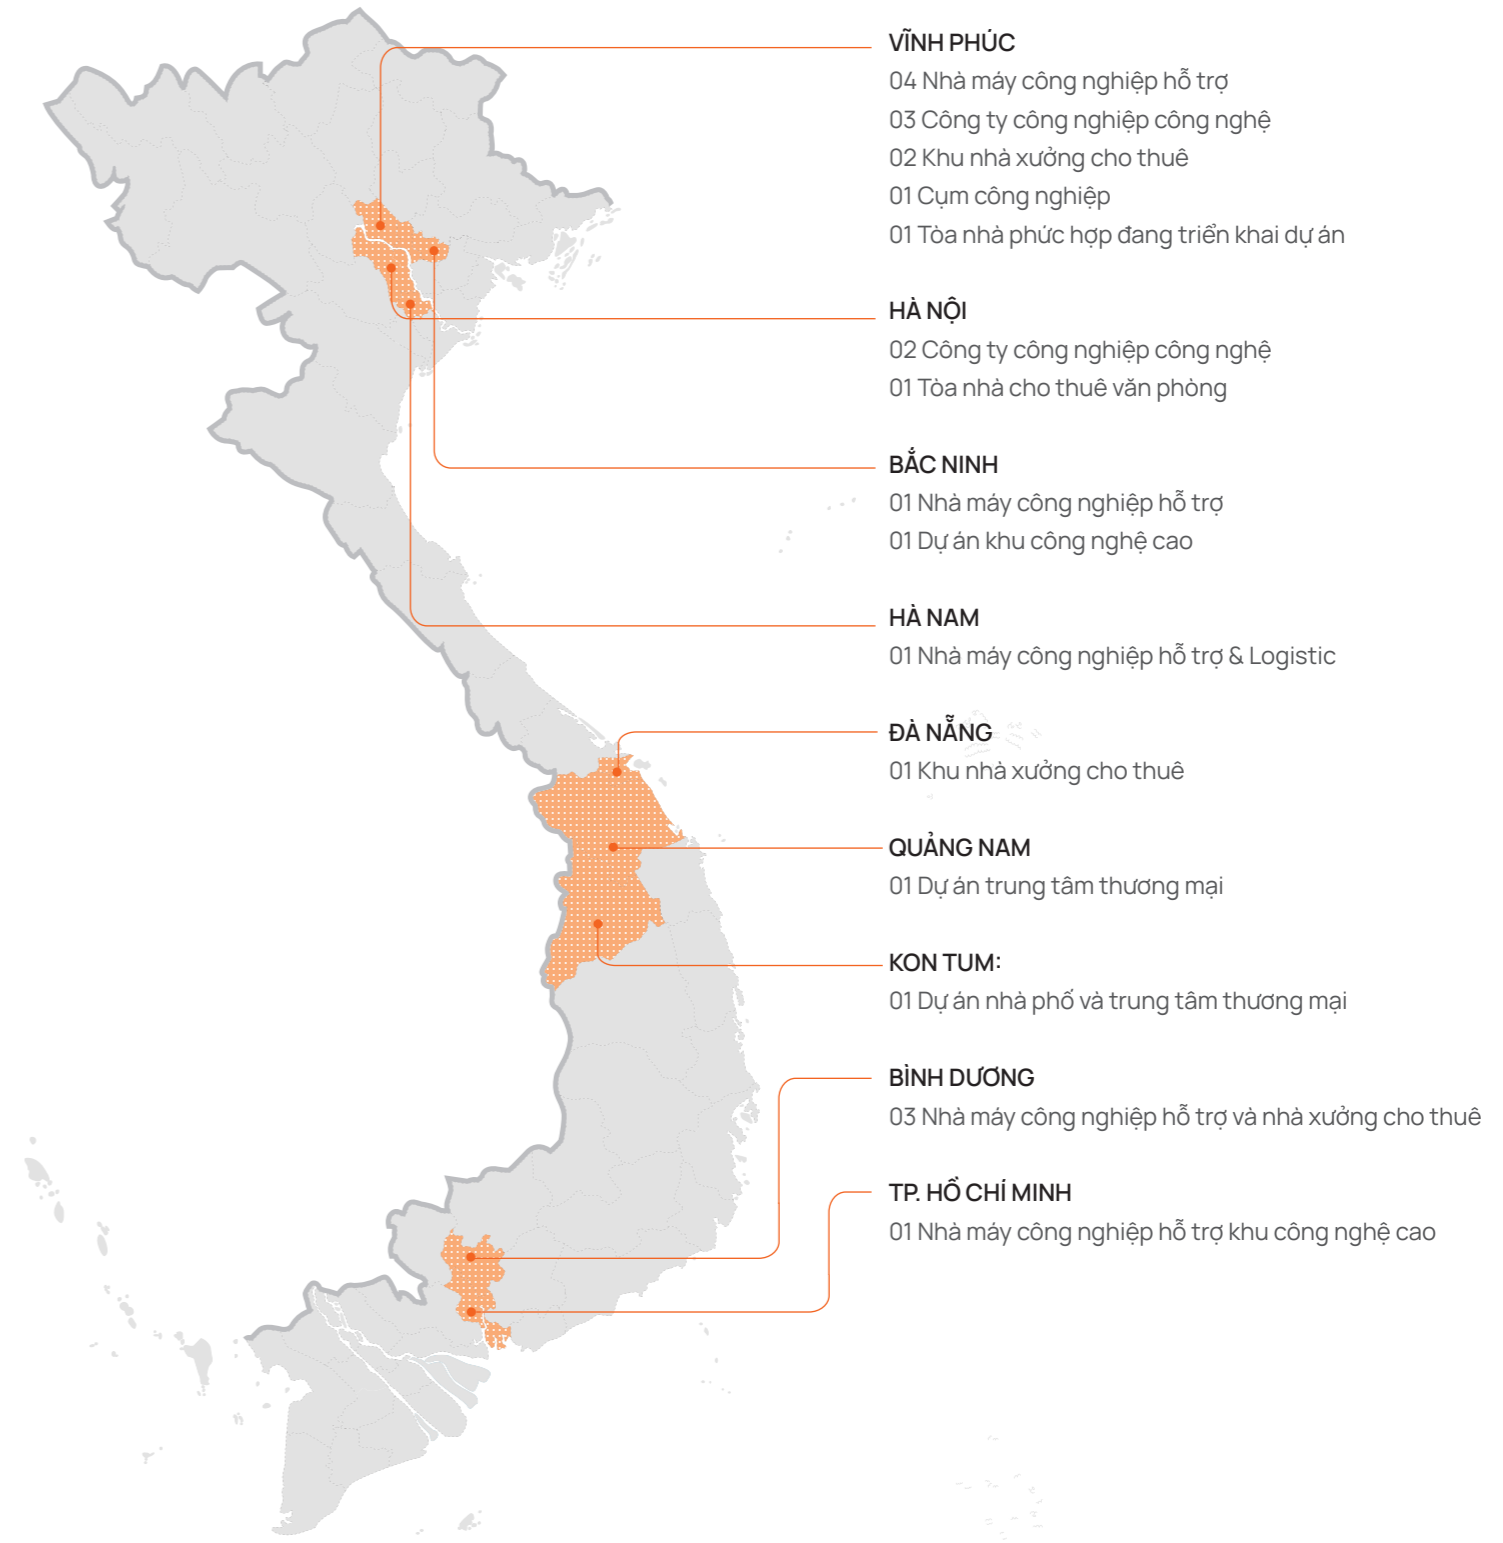 VĨNH PHÚC
04 Nhà máy công nghiệp hỗ trợ
03 Công ty công nghiệp công nghệ
02 Khu nhà xưởng cho thuê
01 Cụm công nghiệp
01 Tòa nhà phức hợp đang triển khai dự án
HÀ NỘI
02 Công ty công nghiệp công nghệ
01 Tòa nhà cho thuê văn phòng
BẮC NINH
01 Nhà máy công nghiệp hỗ trợ
01 Dự án khu công nghệ cao
HÀ NAM
01 Nhà máy công nghiệp hỗ trợ & Logistic
ĐÀ NẴNG
01 Khu nhà xưởng cho thuê
QUẢNG NAM
01 Dự án trung tâm thương mại
KON TUM:
01 Dự án nhà phố và trung tâm thương mại
BÌNH DƯƠNG
03 Nhà máy công nghiệp hỗ trợ và nhà xưởng cho thuê
TP. HỒ CHÍ MINH
01 Nhà máy công nghiệp hỗ trợ khu công nghệ cao